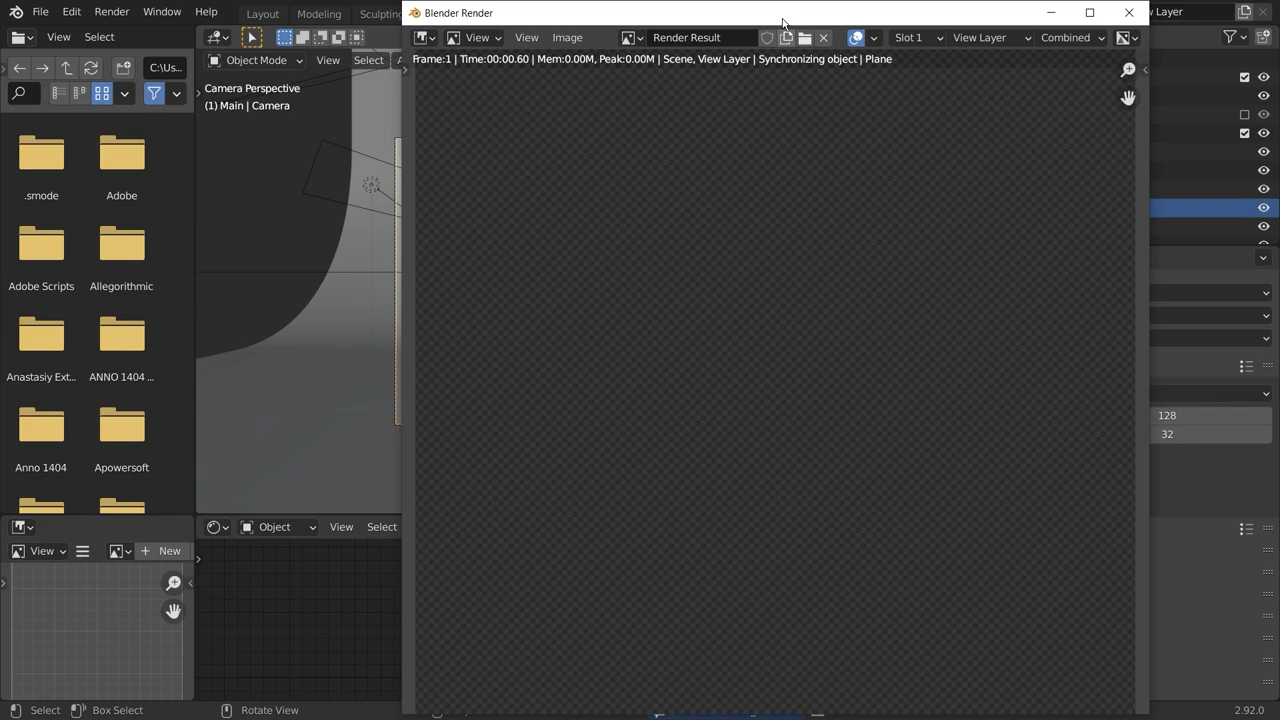 File Edit Render Window Help Layout Modeling Sculpting
Blender Render
View Layer
View Select
View View Image Render Result Slot 1 View Layer Combined
C:\Us...
Object Mode View Select
Frame:1 | Time:00:00.60 | Mem:0.00M, Peak:0.00M | Scene, View Layer | Synchronizing object | Plane
Camera Perspective
(1) Main | Camera
.smode Adobe
Adobe Scripts Allegorithmic
Anastasiy Ext... ANNO 1404 ...
Anno 1404 Apowersoft
128
32
Object View Select
View New
Select Box Select Rotate View 2.92.0